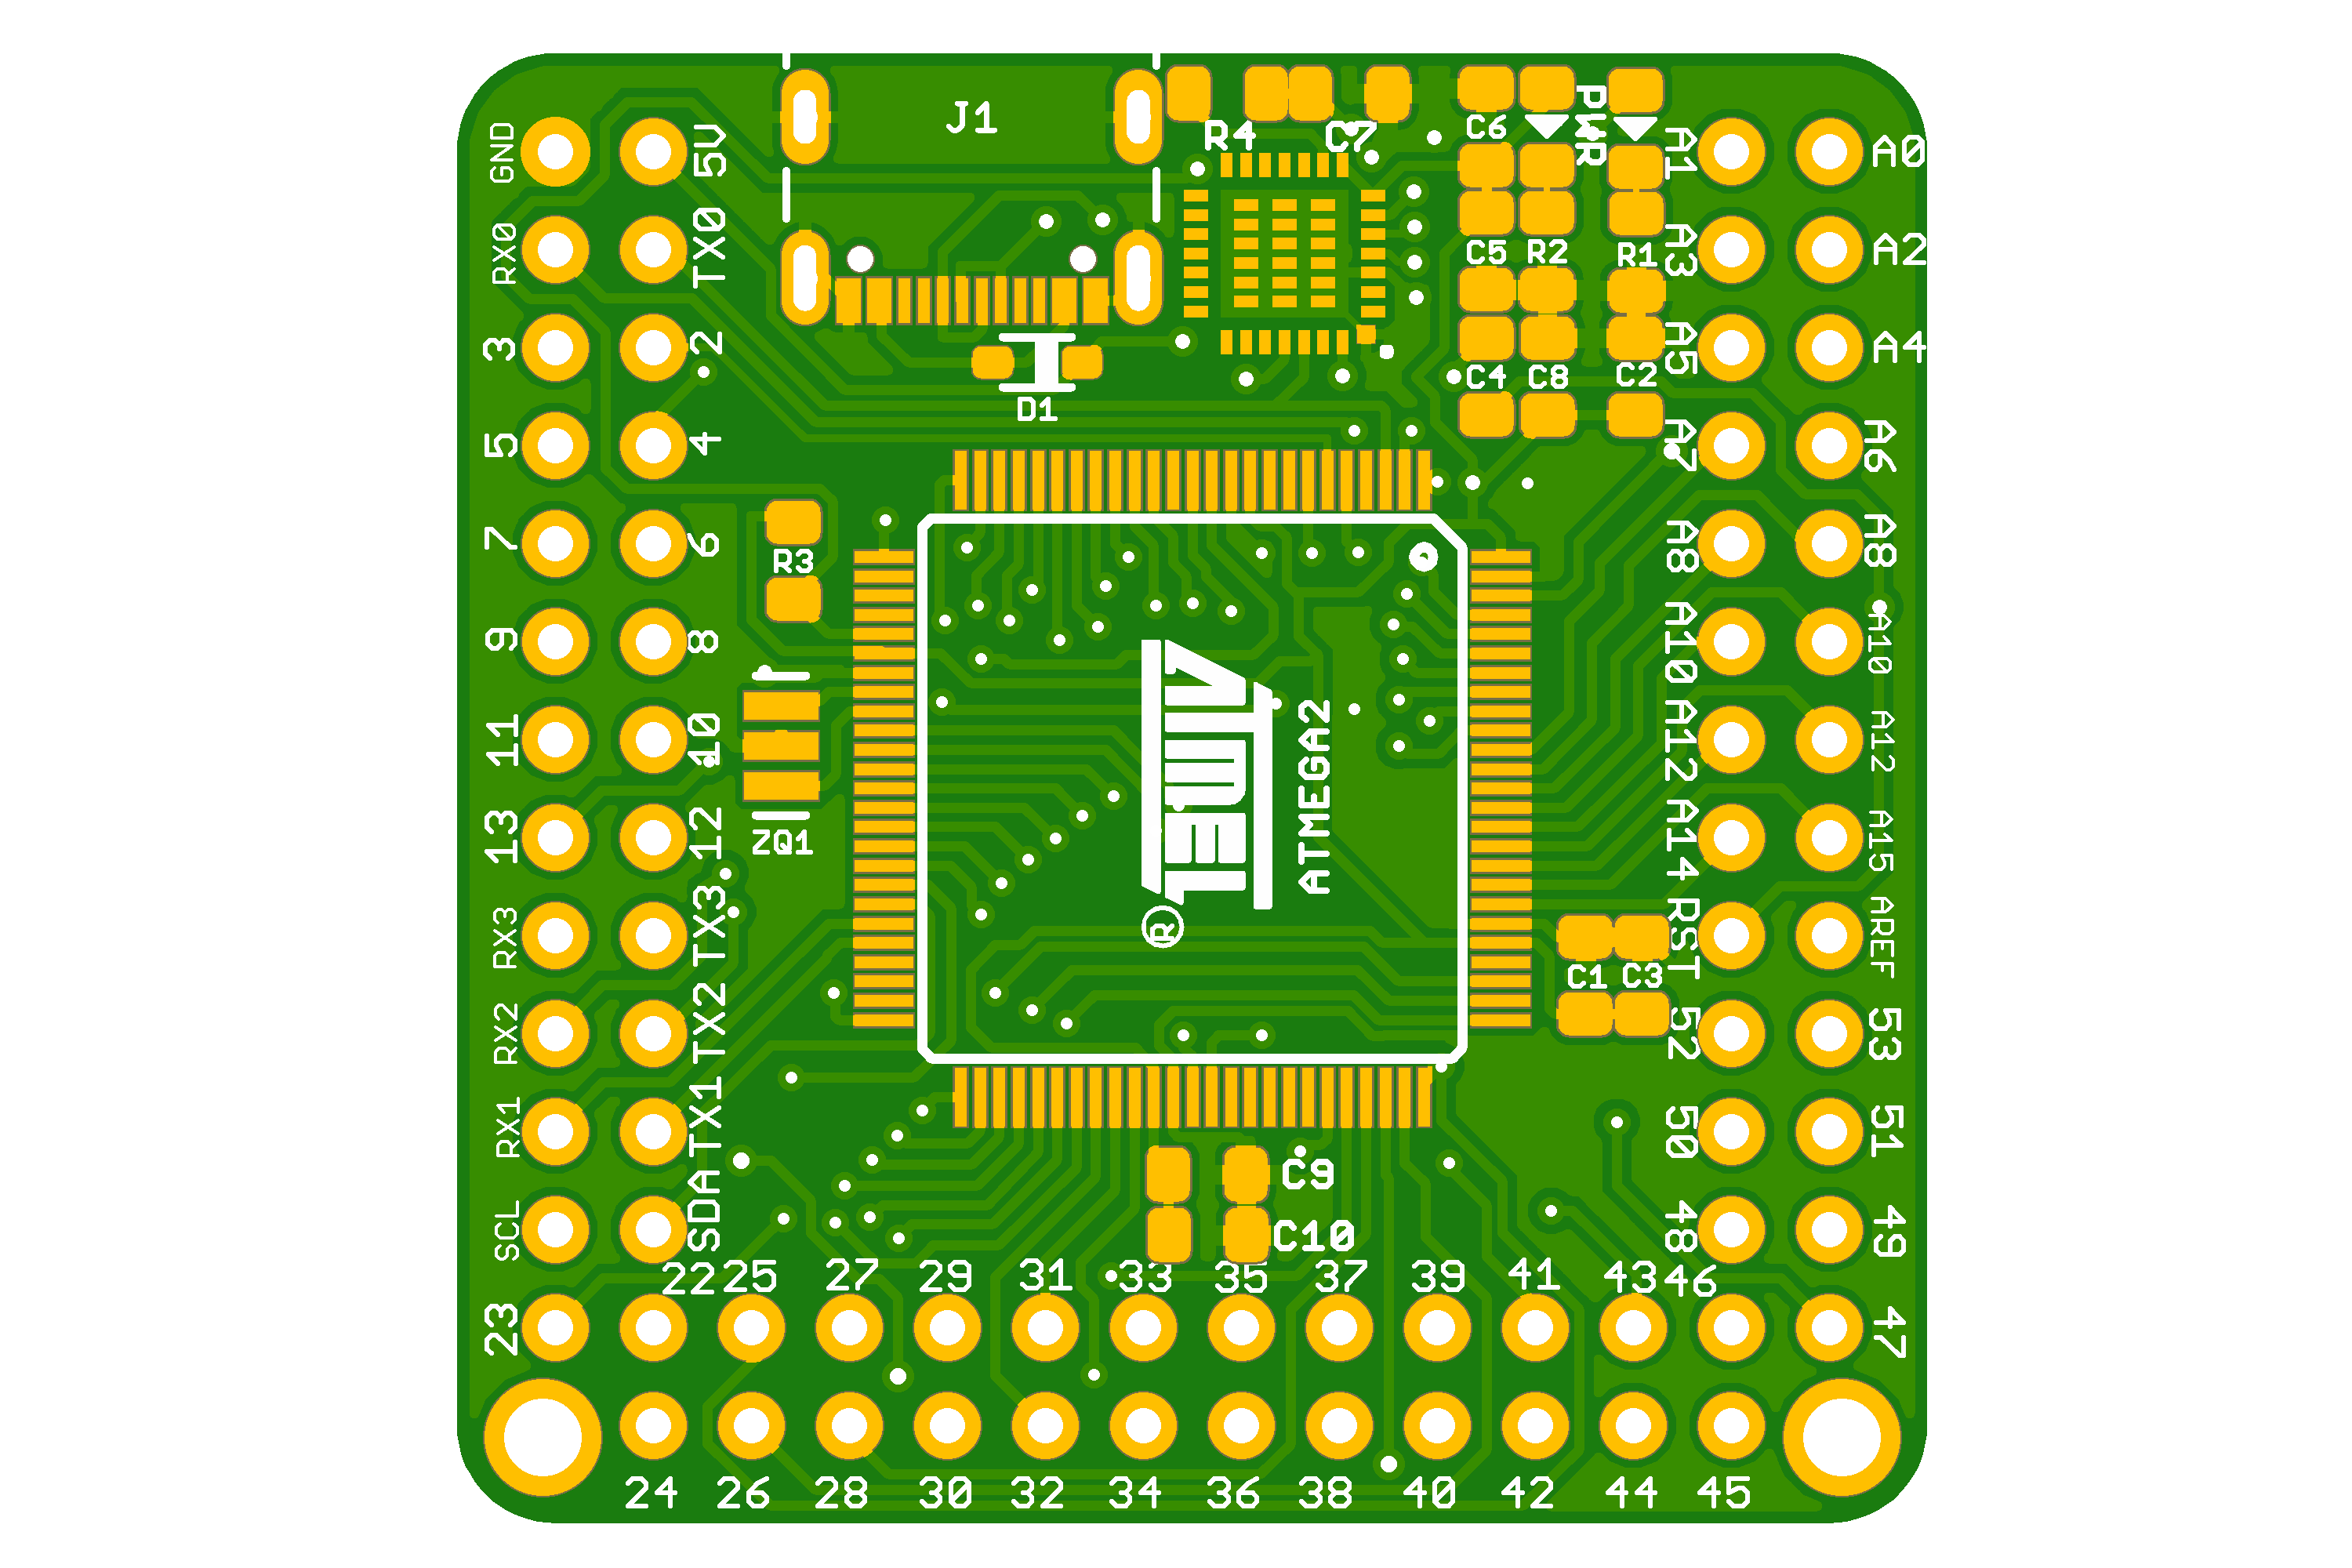 J1
R4 C7 C6 PWR
GND 5V A1 A0
RX0 TX0 C5 R2 R1 A3 A2
3 2 A5 A4
C4 C8 C2
D1
5 4 A7 A6
7 6 R3 A8 A8
9 8 A10 A10
11 10 A12 A12
ATMEL
®
ATMEGA2
13 12 ZQ1 A14 A15
RX3 TX3 RST AREF
C1 C3
RX2 TX2 52 53
RX1 TX1 50 51
C9
SCL SDA C10 48 49
22 25 27 29 31 33 35 37 39 41 43 46
23 47
24 26 28 30 32 34 36 38 40 42 44 45